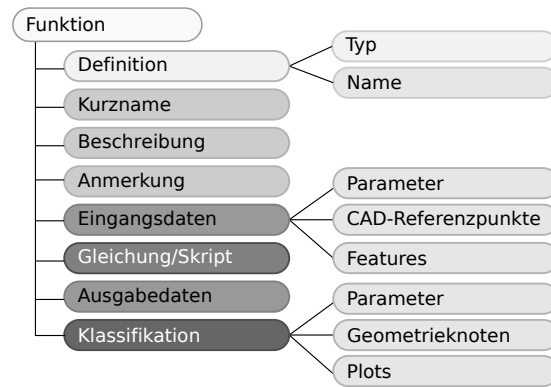 Funktion
Definition
Typ
Name
Kurzname
Beschreibung
Anmerkung
Eingangsdaten
Parameter
CAD-Referenzpunkte
Features
Gleichung/Skript
Ausgabedaten
Klassifikation
Parameter
Geometrieknoten
Plots